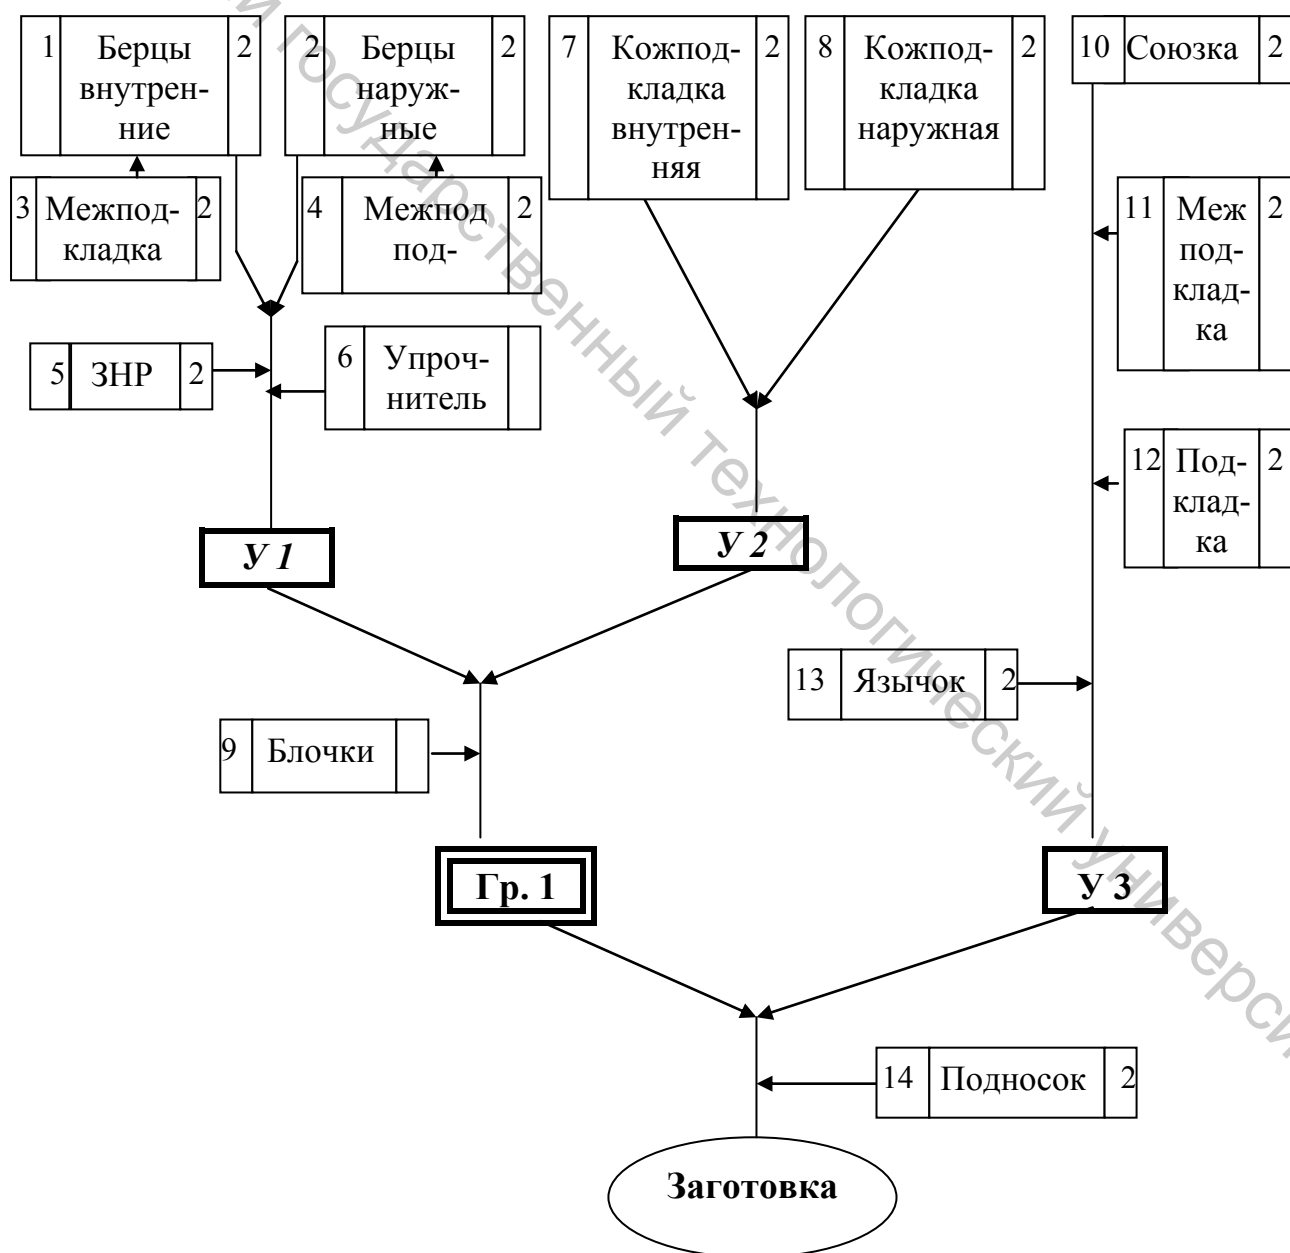 1 Берцы внутрен- ние 2
2 Берцы наруж- ные 2
7 Кожпод- кладка внутрен- няя 2
8 Кожпод- кладка наружная 2
10 Союзка 2
3 Межпод- кладка 2
4 Межпод под- 2
11 Меж под- клад- ка 2
5 ЗНР 2
6 Упроч- нитель
12 Под- клад- ка 2
У 1
У 2
13 Язычок 2
9 Блочки
Гр. 1
У 3
14 Подносок 2
Заготовка
государственный технологический